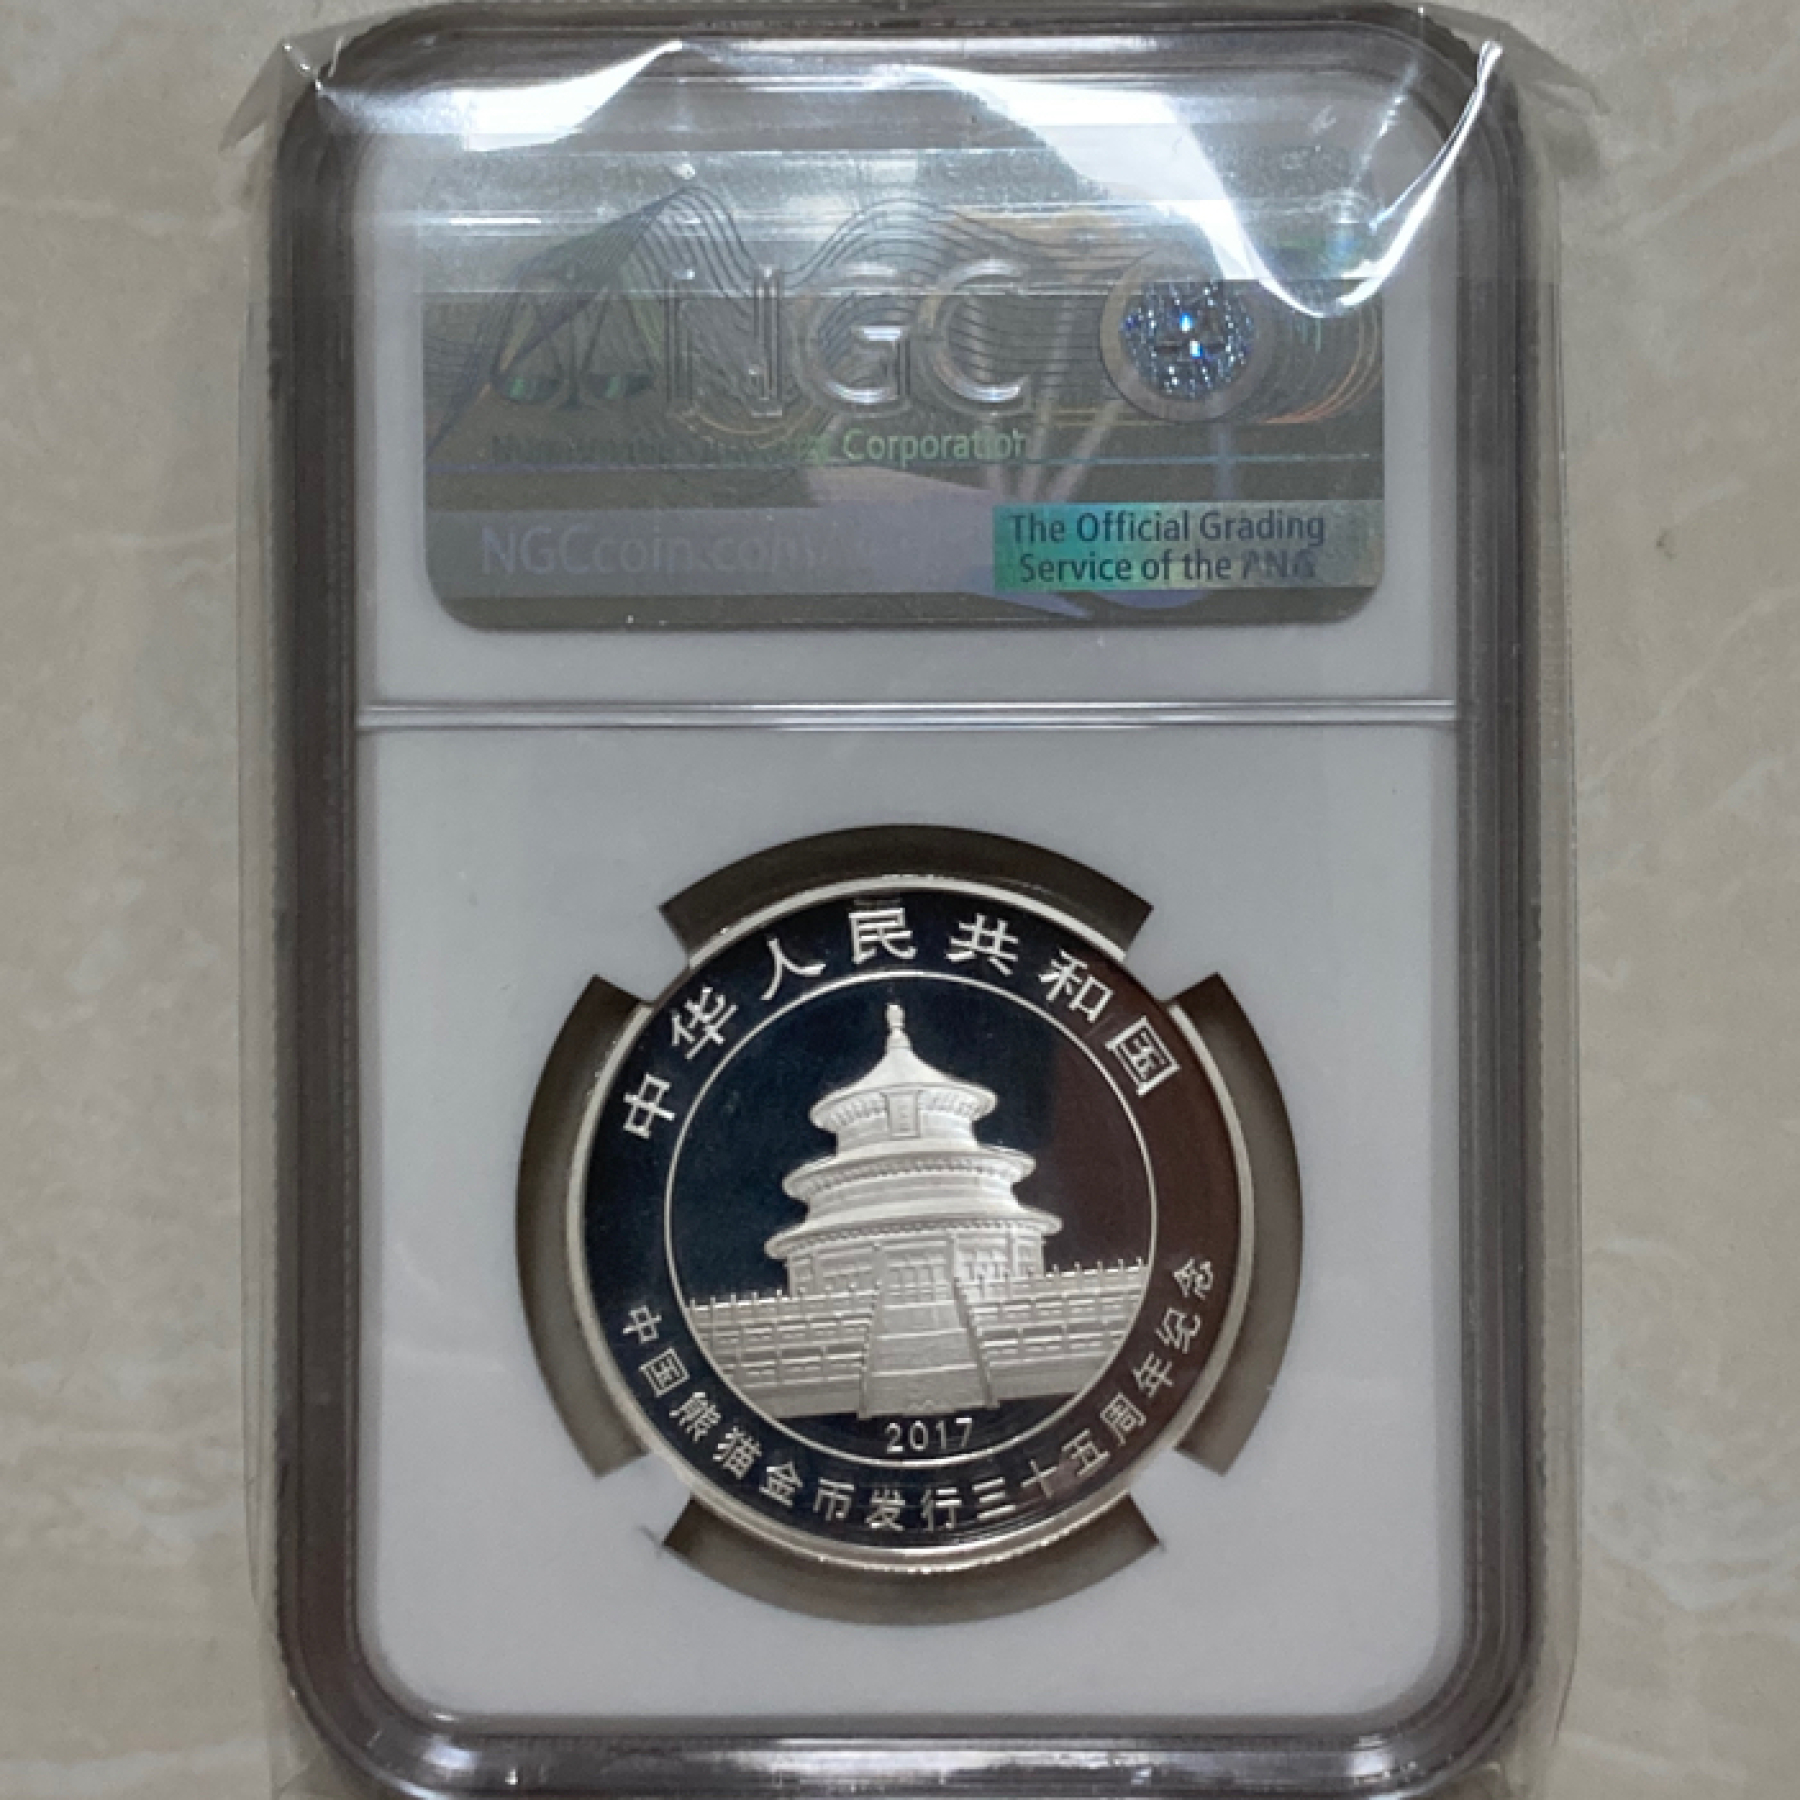 NGC
Corporation
NGCcoin.com
The Official Grading
Service of the ANA
中华人民共和国
2017
中国熊猫金币发行三十五周年纪念